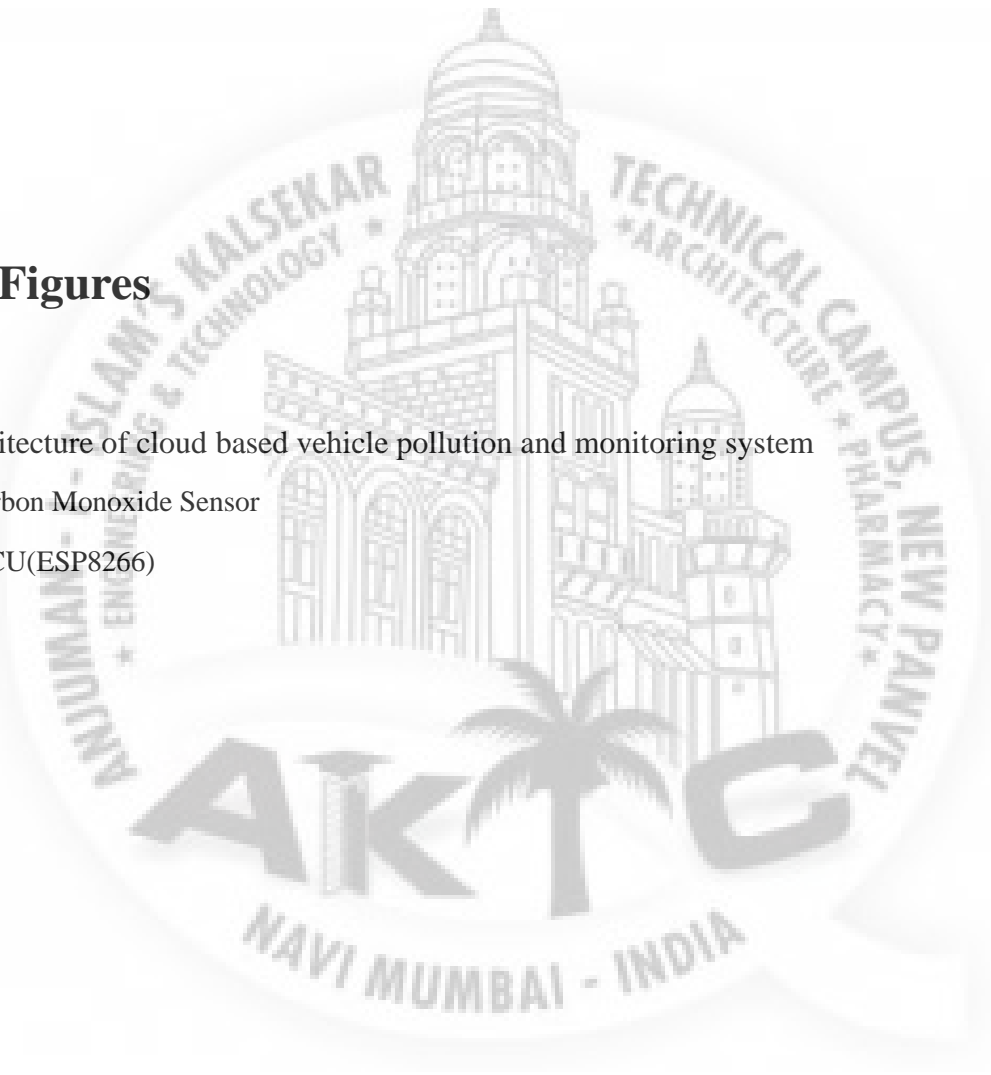 Figures
itecture of cloud based vehicle pollution and monitoring system
bon Monoxide Sensor
CU(ESP8266)
ANJUMAN - I - ISLAM'S KALSEKAR TECHNICAL CAMPUS, NEW PANVEL
* ENGINEERING & TECHNOLOGY * *ARCHITECTURE * PHARMACY*
AKTC
NAVI MUMBAI - INDIA